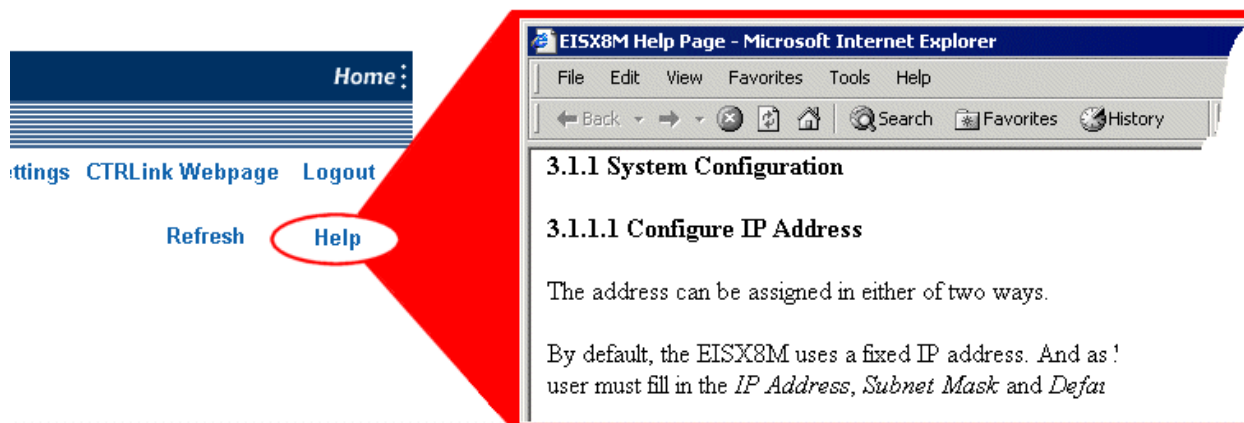 Home
ttings CTRLink Webpage Logout
Refresh Help
EISX8M Help Page - Microsoft Internet Explorer
File Edit View Favorites Tools Help
Back Search Favorites History
3.1.1 System Configuration
3.1.1.1 Configure IP Address
The address can be assigned in either of two ways.
By default, the EISX8M uses a fixed IP address. And as
user must fill in the IP Address, Subnet Mask and Defau